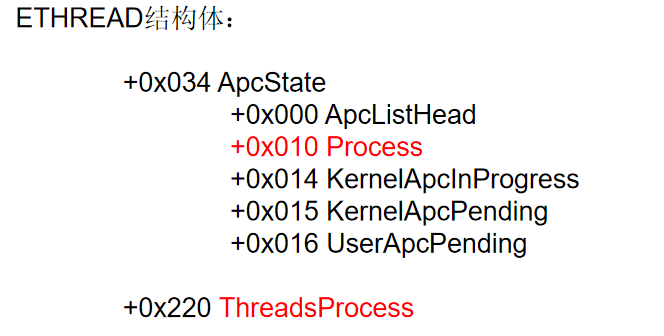 ETHREAD结构体：
+0x034 ApcState
+0x000 ApcListHead
+0x010 Process
+0x014 KernelApcInProgress
+0x015 KernelApcPending
+0x016 UserApcPending
+0x220 ThreadsProcess